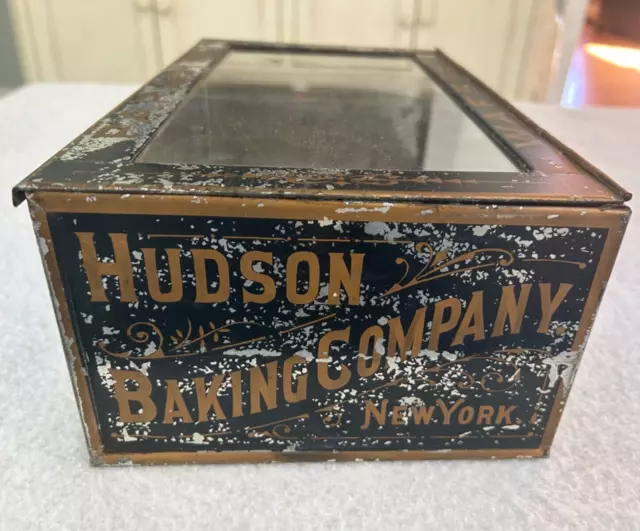 HUDSON
BAKING COMPANY,
NEW YORK.